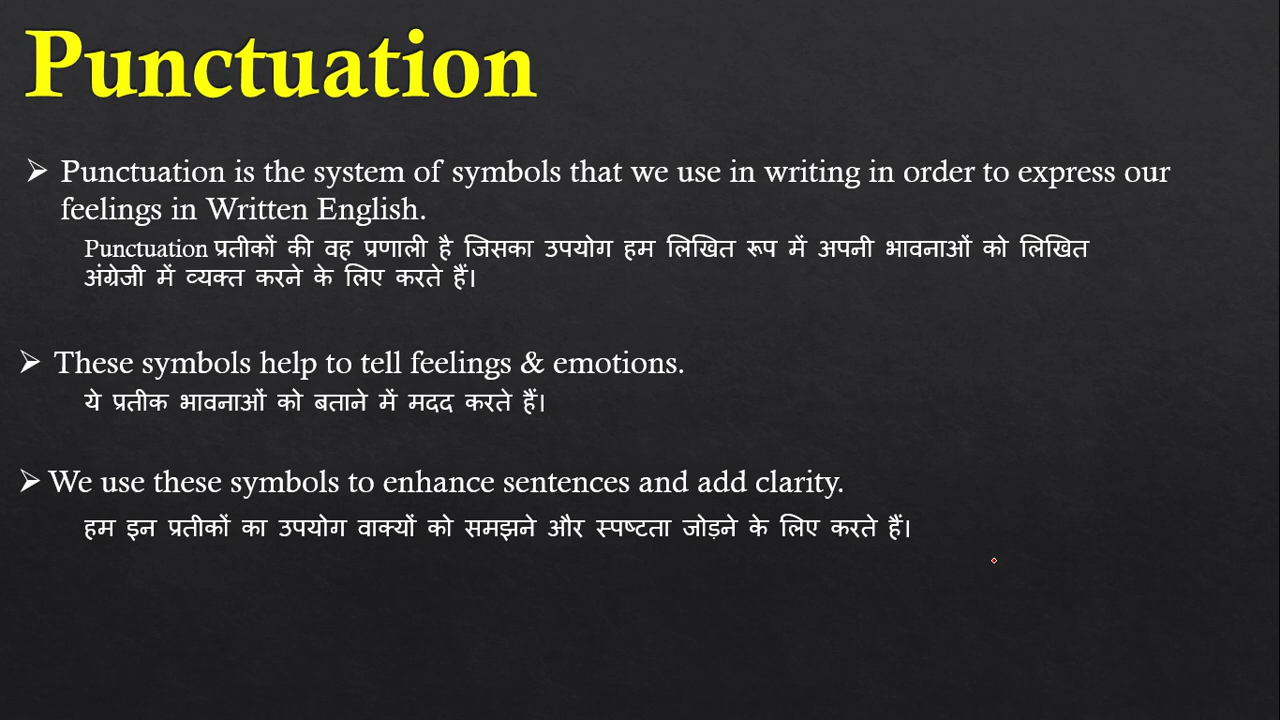 Punctuation
Punctuation is the system of symbols that we use in writing in order to express our
feelings in Written English.
Punctuation प्रतीकों की वह प्रणाली है जिसका उपयोग हम लिखित रूप में अपनी भावनाओं को लिखित
अंग्रेजी में व्यक्त करने के लिए करते हैं।
These symbols help to tell feelings & emotions.
ये प्रतीक भावनाओं को बताने में मदद करते हैं।
We use these symbols to enhance sentences and add clarity.
हम इन प्रतीकों का उपयोग वाक्यों को समझने और स्पष्टता जोड़ने के लिए करते हैं।